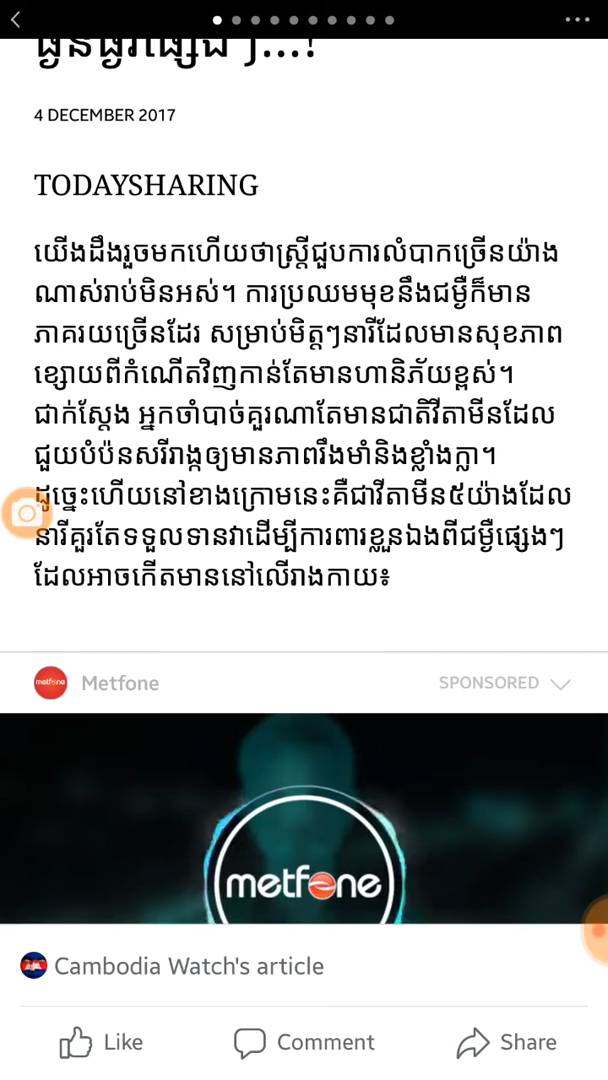 4 DECEMBER 2017
TODAYSHARING
យើងដឹងរួចមកហើយថាស្ត្រីជួបការលំបាកច្រើនយ៉ាង
ណាស់រាប់មិនអស់។ ការប្រឈមមុខនឹងជម្ងឺក៏មាន
ភាគរយច្រើនដែរ សម្រាប់មិត្តៗនារីដែលមានសុខភាព
ខ្សោយពីកំណើតវិញកាន់តែមានហានិភ័យខ្ពស់។
ជាក់ស្តែង អ្នកចាំបាច់គួរណាតែមានជាតិវីតាមីនដែល
ជួយបំប៉នសរីរាង្គឲ្យមានភាពរឹងមាំនិងខ្លាំងក្លា។
ដូច្នេះហើយនៅខាងក្រោមនេះគឺជាវីតាមីន៥យ៉ាងដែល
នារីគួរតែទទួលទានវាដើម្បីការពារខ្លួនឯងពីជម្ងឺផ្សេងៗ
ដែលអាចកើតមាននៅលើរាងកាយ៖
metfone Metfone SPONSORED
metfone
Cambodia Watch's article
Like Comment Share